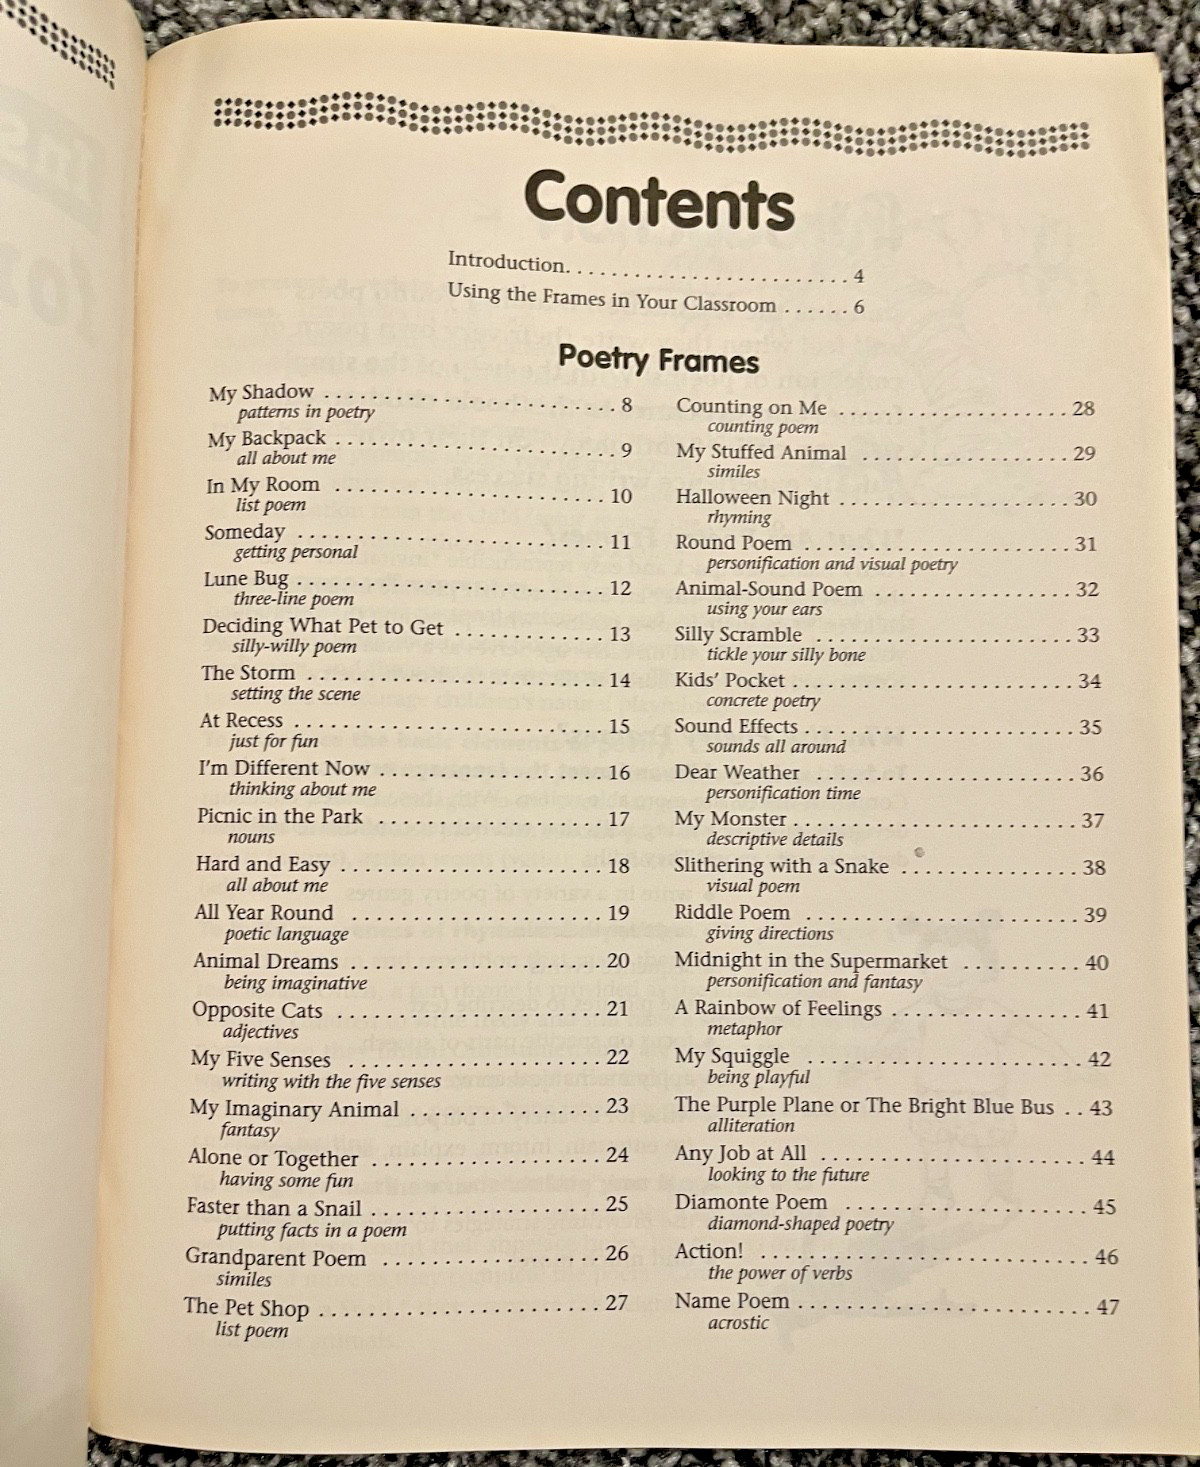 Contents
Introduction. . . . . . . . . . . . . . . . . . . . . . . . . . 4
Using the Frames in Your Classroom . . . . . . 6
Poetry Frames
My Shadow . . . . . . . . . . . . . . . . . . . . . . . . . . 8
patterns in poetry
My Backpack . . . . . . . . . . . . . . . . . . . . . . . . . 9
all about me
In My Room . . . . . . . . . . . . . . . . . . . . . . . . 10
list poem
Someday . . . . . . . . . . . . . . . . . . . . . . . . . . . 11
getting personal
Lune Bug . . . . . . . . . . . . . . . . . . . . . . . . . . . 12
three-line poem
Deciding What Pet to Get . . . . . . . . . . . . . 13
silly-willy poem
The Storm . . . . . . . . . . . . . . . . . . . . . . . . . . 14
setting the scene
At Recess . . . . . . . . . . . . . . . . . . . . . . . . . . . 15
just for fun
I'm Different Now . . . . . . . . . . . . . . . . . . . . 16
thinking about me
Picnic in the Park . . . . . . . . . . . . . . . . . . . . 17
nouns
Hard and Easy . . . . . . . . . . . . . . . . . . . . . . . 18
all about me
All Year Round . . . . . . . . . . . . . . . . . . . . . . 19
poetic language
Animal Dreams . . . . . . . . . . . . . . . . . . . . . . 20
being imaginative
Opposite Cats . . . . . . . . . . . . . . . . . . . . . . . 21
adjectives
My Five Senses . . . . . . . . . . . . . . . . . . . . . . 22
writing with the five senses
My Imaginary Animal . . . . . . . . . . . . . . . . . 23
fantasy
Alone or Together . . . . . . . . . . . . . . . . . . . . 24
having some fun
Faster than a Snail . . . . . . . . . . . . . . . . . . . . 25
putting facts in a poem
Grandparent Poem . . . . . . . . . . . . . . . . . . . 26
similes
The Pet Shop . . . . . . . . . . . . . . . . . . . . . . . . 27
list poem
Counting on Me . . . . . . . . . . . . . . . . . . . . . 28
counting poem
My Stuffed Animal . . . . . . . . . . . . . . . . . . . 29
similes
Halloween Night . . . . . . . . . . . . . . . . . . . . . 30
rhyming
Round Poem . . . . . . . . . . . . . . . . . . . . . . . . 31
personification and visual poetry
Animal-Sound Poem . . . . . . . . . . . . . . . . . . 32
using your ears
Silly Scramble . . . . . . . . . . . . . . . . . . . . . . . 33
tickle your silly bone
Kids' Pocket . . . . . . . . . . . . . . . . . . . . . . . . . 34
concrete poetry
Sound Effects . . . . . . . . . . . . . . . . . . . . . . . . 35
sounds all around
Dear Weather . . . . . . . . . . . . . . . . . . . . . . . 36
personification time
My Monster . . . . . . . . . . . . . . . . . . . . . . . . . 37
descriptive details
Slithering with a Snake . . . . . . . . . . . . . . . . 38
visual poem
Riddle Poem . . . . . . . . . . . . . . . . . . . . . . . . 39
giving directions
Midnight in the Supermarket . . . . . . . . . . 40
personification and fantasy
A Rainbow of Feelings . . . . . . . . . . . . . . . . . 41
metaphor
My Squiggle . . . . . . . . . . . . . . . . . . . . . . . . 42
being playful
The Purple Plane or The Bright Blue Bus . . 43
alliteration
Any Job at All . . . . . . . . . . . . . . . . . . . . . . . 44
looking to the future
Diamonte Poem . . . . . . . . . . . . . . . . . . . . . 45
diamond-shaped poetry
Action! . . . . . . . . . . . . . . . . . . . . . . . . . . . . . 46
the power of verbs
Name Poem . . . . . . . . . . . . . . . . . . . . . . . . . 47
acrostic